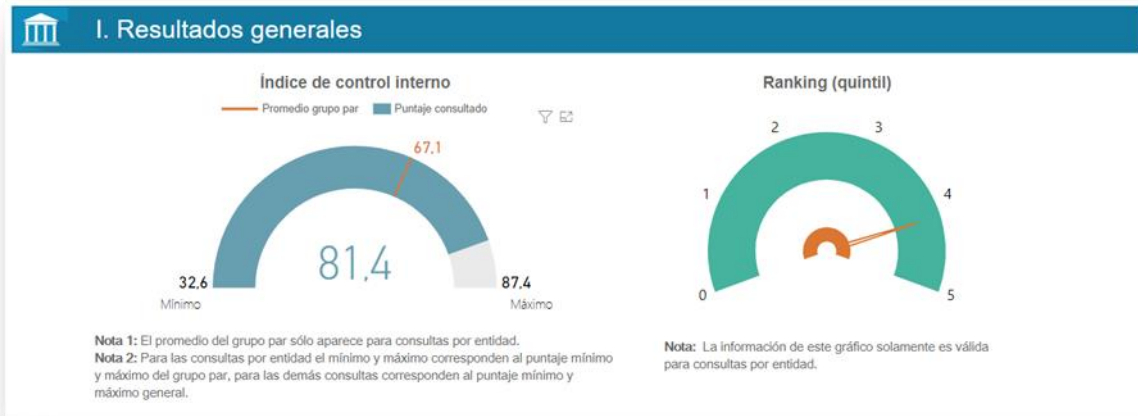 I. Resultados generales
Índice de control interno
Promedio grupo par
Puntaje consultado
67,1
81,4
32,6
Mínimo
87,4
Máximo
Nota 1: El promedio del grupo par sólo aparece para consultas por entidad.
Nota 2: Para las consultas por entidad el mínimo y máximo corresponden al puntaje mínimo
y máximo del grupo par, para las demás consultas corresponden al puntaje mínimo y
máximo general.
Ranking (quintil)
0
1
2
3
4
5
Nota: La información de este gráfico solamente es válida
para consultas por entidad.